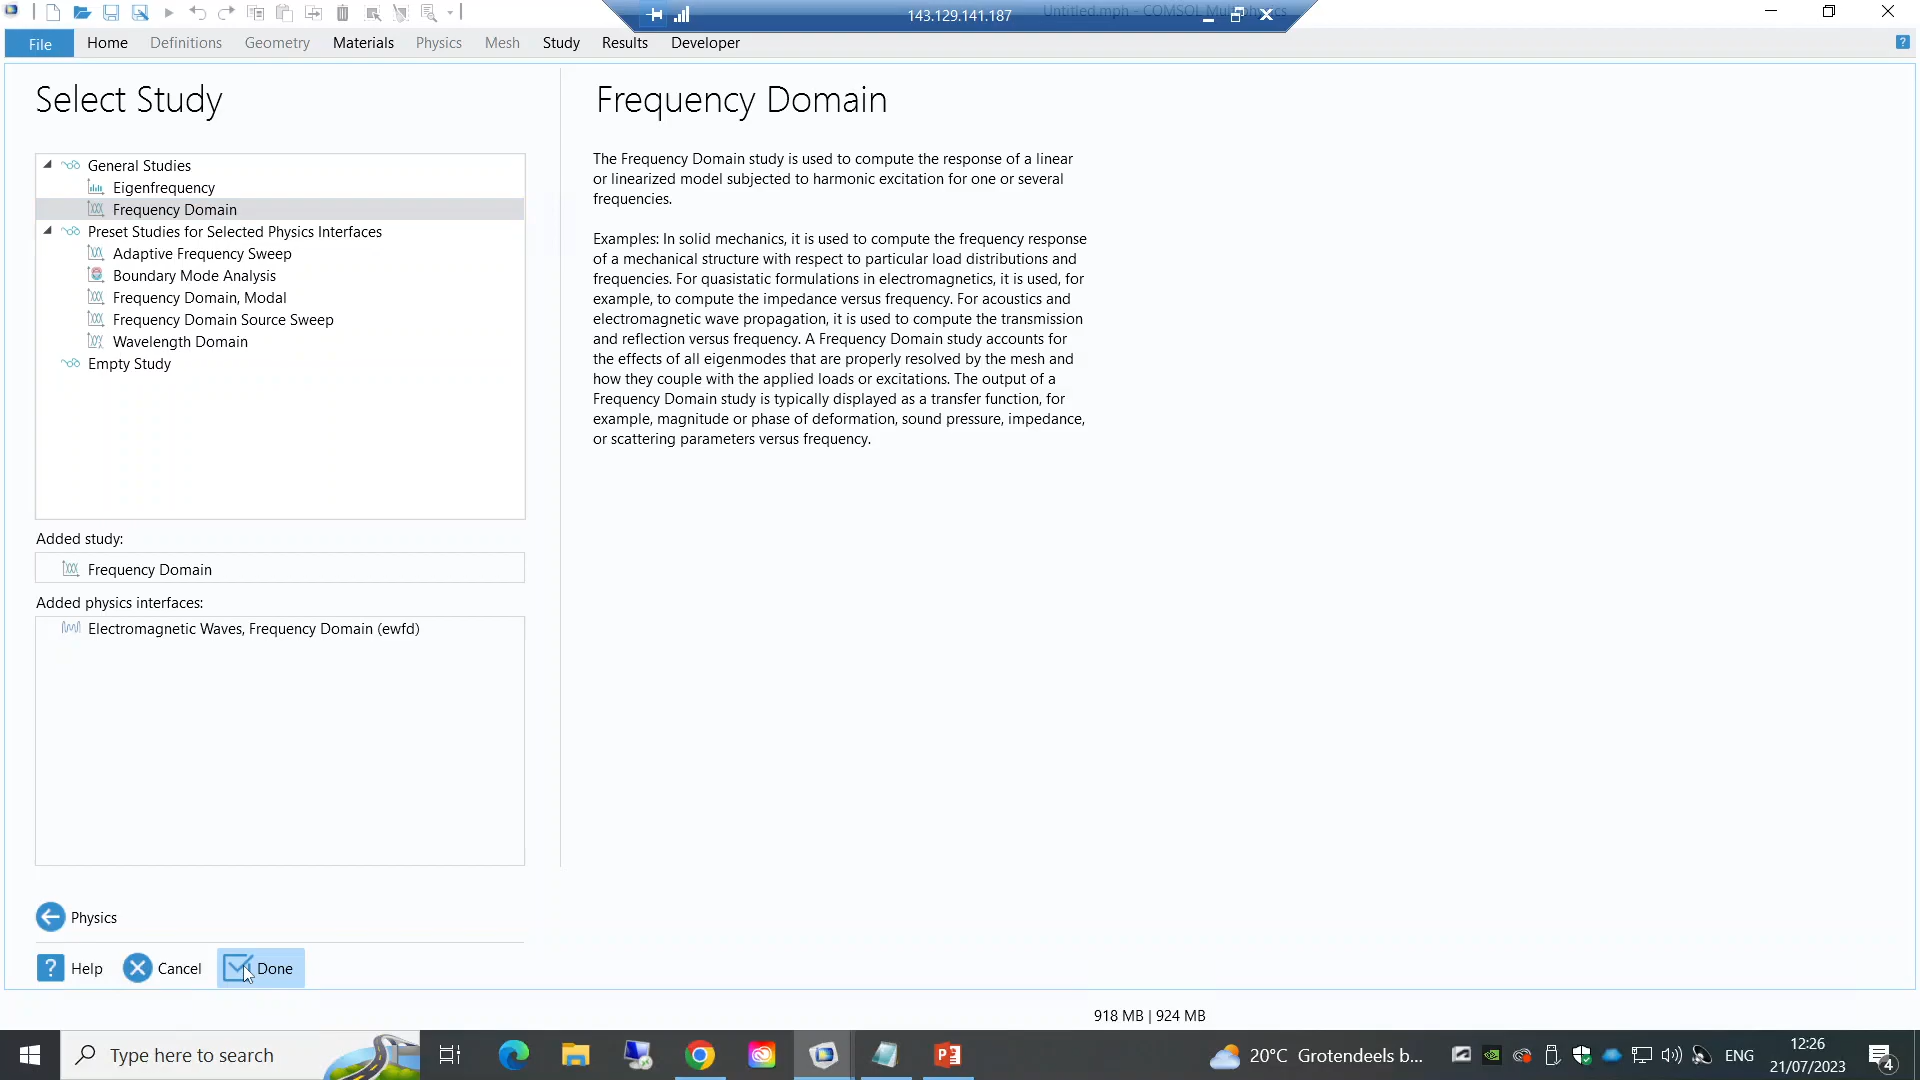 143.129.141.187
Untitled.mph - COMSOL Multiphysics
File Home Definitions Geometry Materials Physics Mesh Study Results Developer
?
Select Study
General Studies
Eigenfrequency
Frequency Domain
Preset Studies for Selected Physics Interfaces
Adaptive Frequency Sweep
Boundary Mode Analysis
Frequency Domain, Modal
Frequency Domain Source Sweep
Wavelength Domain
Empty Study
Added study:
Frequency Domain
Added physics interfaces:
Electromagnetic Waves, Frequency Domain (ewfd)
Physics
? Help Cancel Done
Frequency Domain
The Frequency Domain study is used to compute the response of a linear
or linearized model subjected to harmonic excitation for one or several
frequencies.
Examples: In solid mechanics, it is used to compute the frequency response
of a mechanical structure with respect to particular load distributions and
frequencies. For quasistatic formulations in electromagnetics, it is used, for
example, to compute the impedance versus frequency. For acoustics and
electromagnetic wave propagation, it is used to compute the transmission
and reflection versus frequency. A Frequency Domain study accounts for
the effects of all eigenmodes that are properly resolved by the mesh and
how they couple with the applied loads or excitations. The output of a
Frequency Domain study is typically displayed as a transfer function, for
example, magnitude or phase of deformation, sound pressure, impedance,
or scattering parameters versus frequency.
918 MB | 924 MB
Type here to search
20°C Grotendeels b...
ENG
12:26
21/07/2023
4